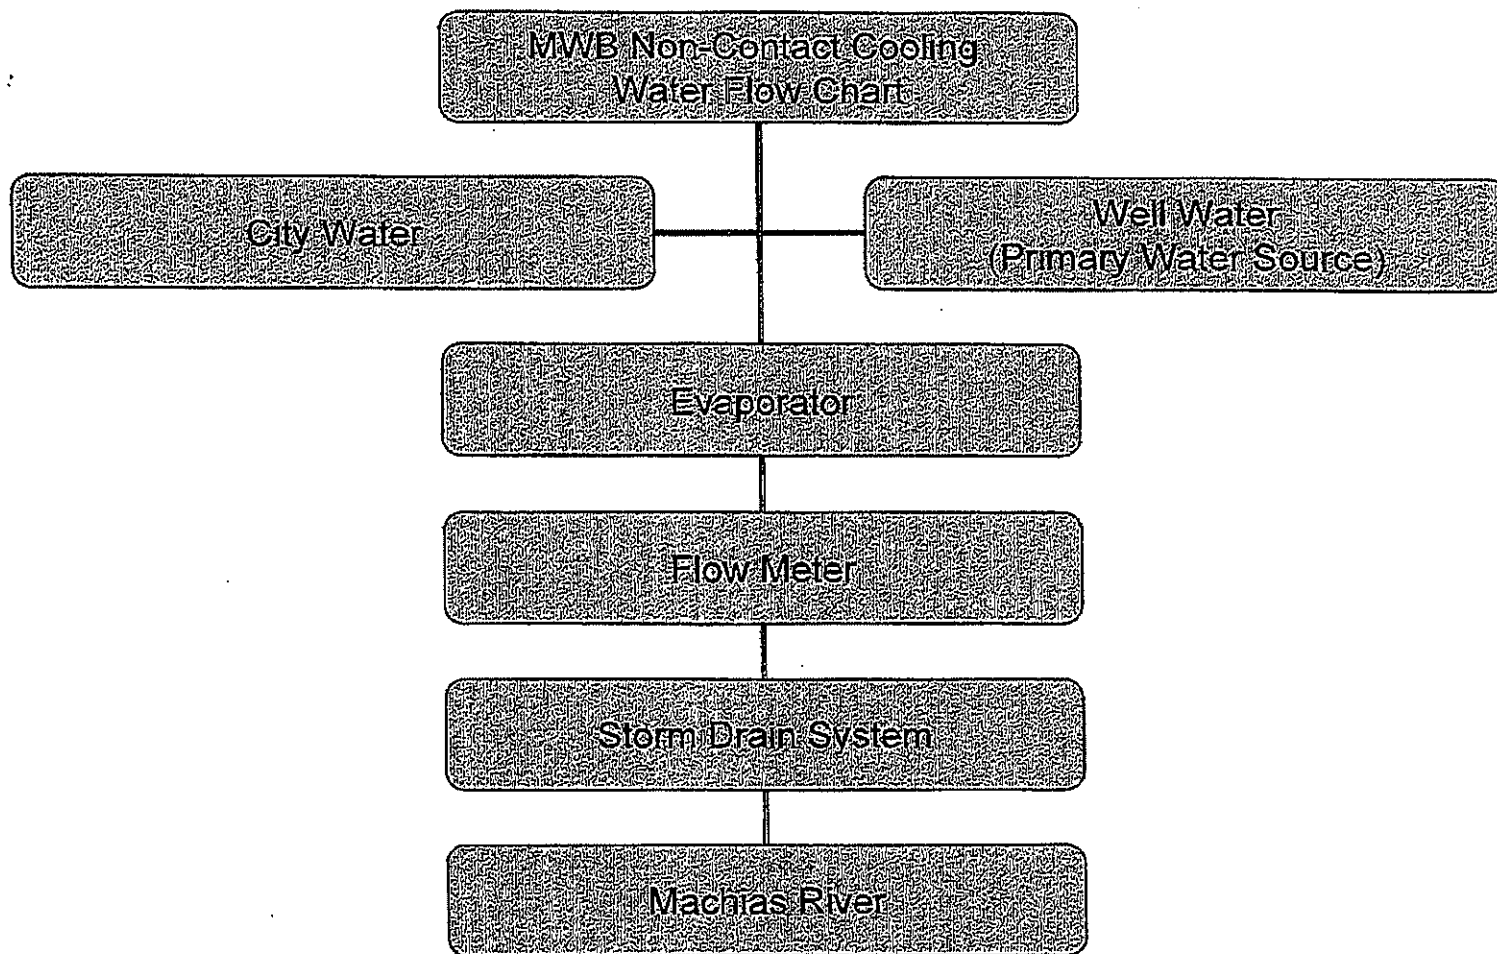 MWB Non-Contact Cooling
Water Flow Chart
City Water
Well Water
(Primary Water Source)
Evaporator
Flow Meter
Storm Drain System
Machias River